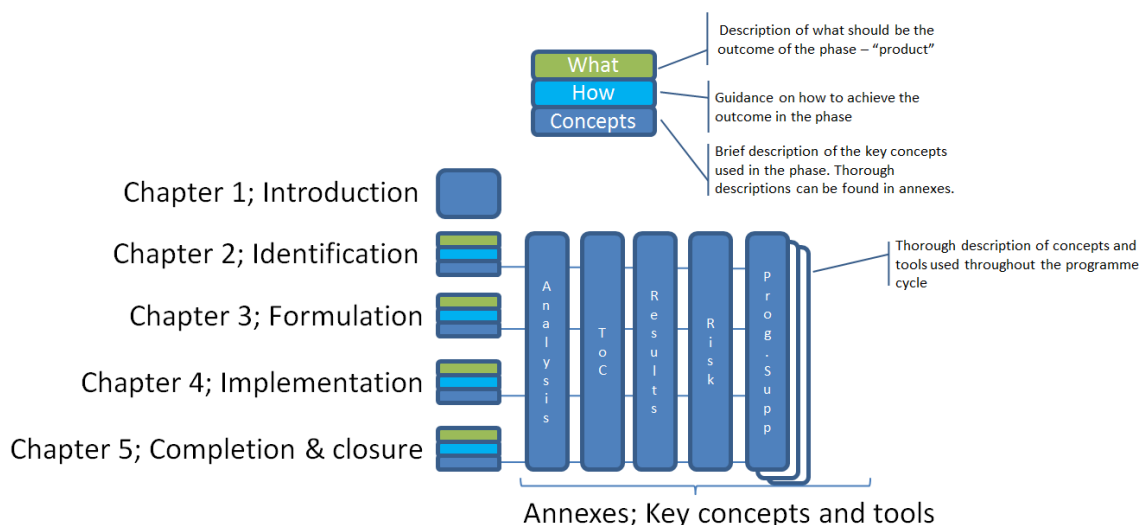 Description of what should be the
outcome of the phase – “product”
What
How
Concepts
Guidance on how to achieve the
outcome in the phase
Brief description of the key concepts
used in the phase. Thorough
descriptions can be found in annexes.
Chapter 1; Introduction
Chapter 2; Identification
Chapter 3; Formulation
Chapter 4; Implementation
Chapter 5; Completion & closure
Analysis
ToC
Results
Risk
Prog.Supp
Thorough description of concepts and
tools used throughout the programme
cycle
Annexes; Key concepts and tools